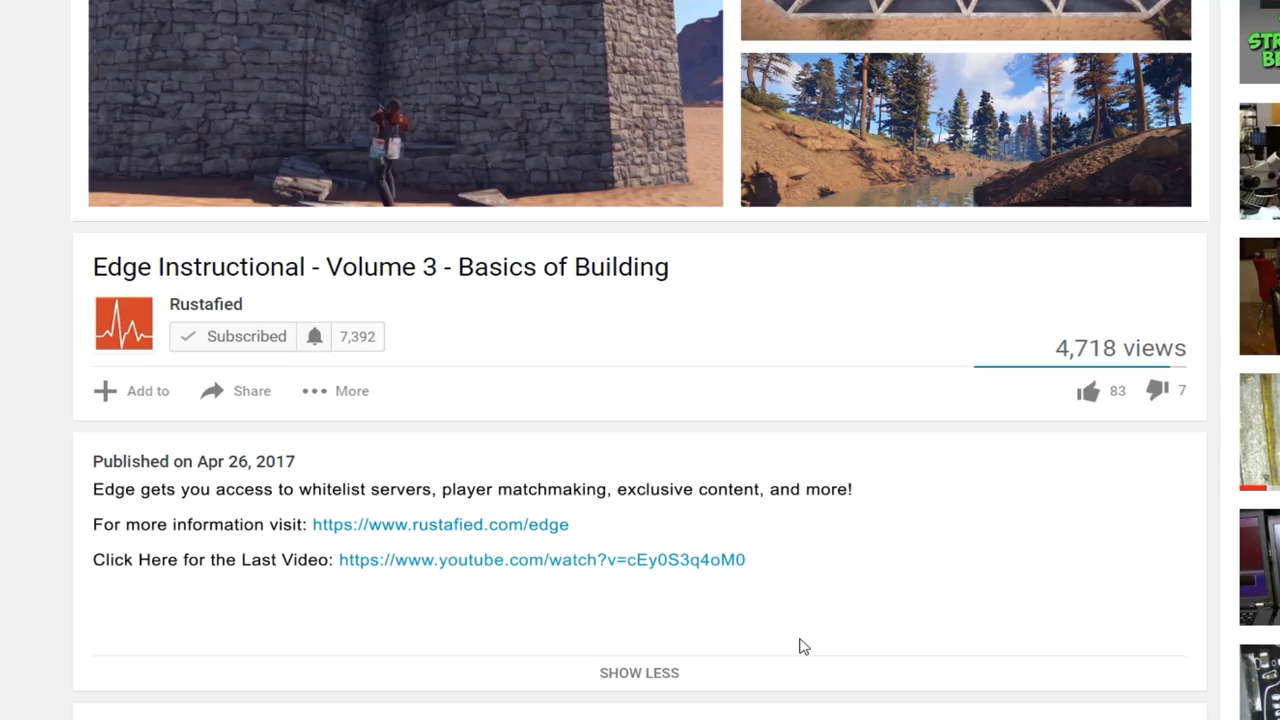 Edge Instructional - Volume 3 - Basics of Building
Rustafied
Subscribed 7,392
4,718 views
Add to Share More 83 7
Published on Apr 26, 2017
Edge gets you access to whitelist servers, player matchmaking, exclusive content, and more!
For more information visit: https://www.rustafied.com/edge
Click Here for the Last Video: https://www.youtube.com/watch?v=cEy0S3q4oM0
SHOW LESS